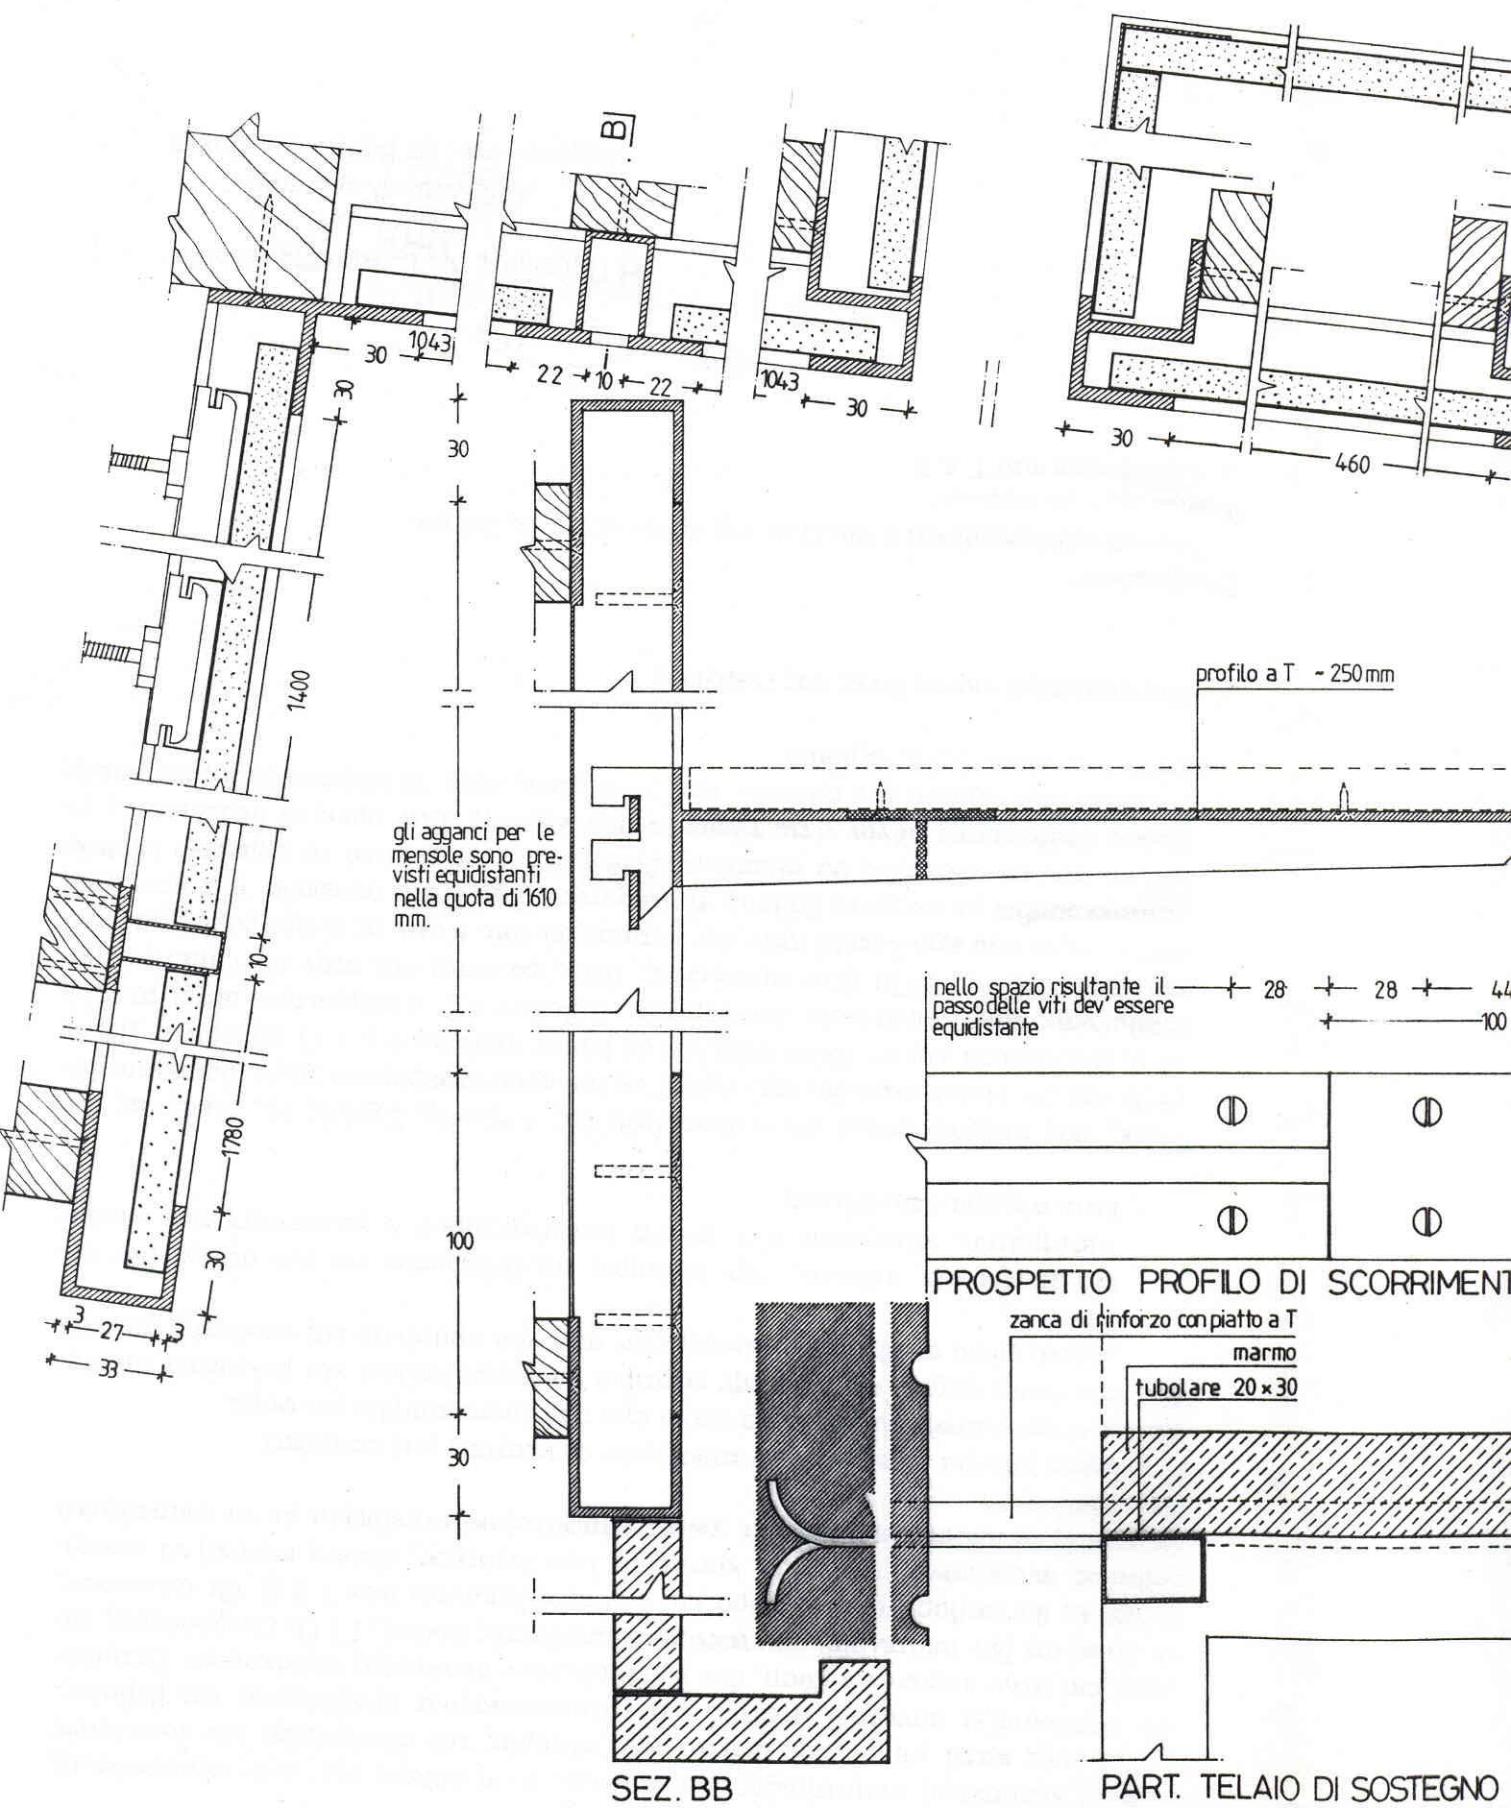 B
30
1043
22
10
22
1043
30
30
30
30
460
1400
profilo a T ~250mm
gli agganci per le
mensole sono pre-
visti equidistanti
nella quota di 1610
mm.
10
nello spazio risultante il
passo delle viti dev' essere
equidistante
28
28
44
100
1780
100
30
3
27
3
33
PROSPETTO PROFILO DI SCORRIMENT
zanca di rinforzo con piatto a T
marmo
tubolare 20×30
30
SEZ. BB
PART. TELAIO DI SOSTEGNO